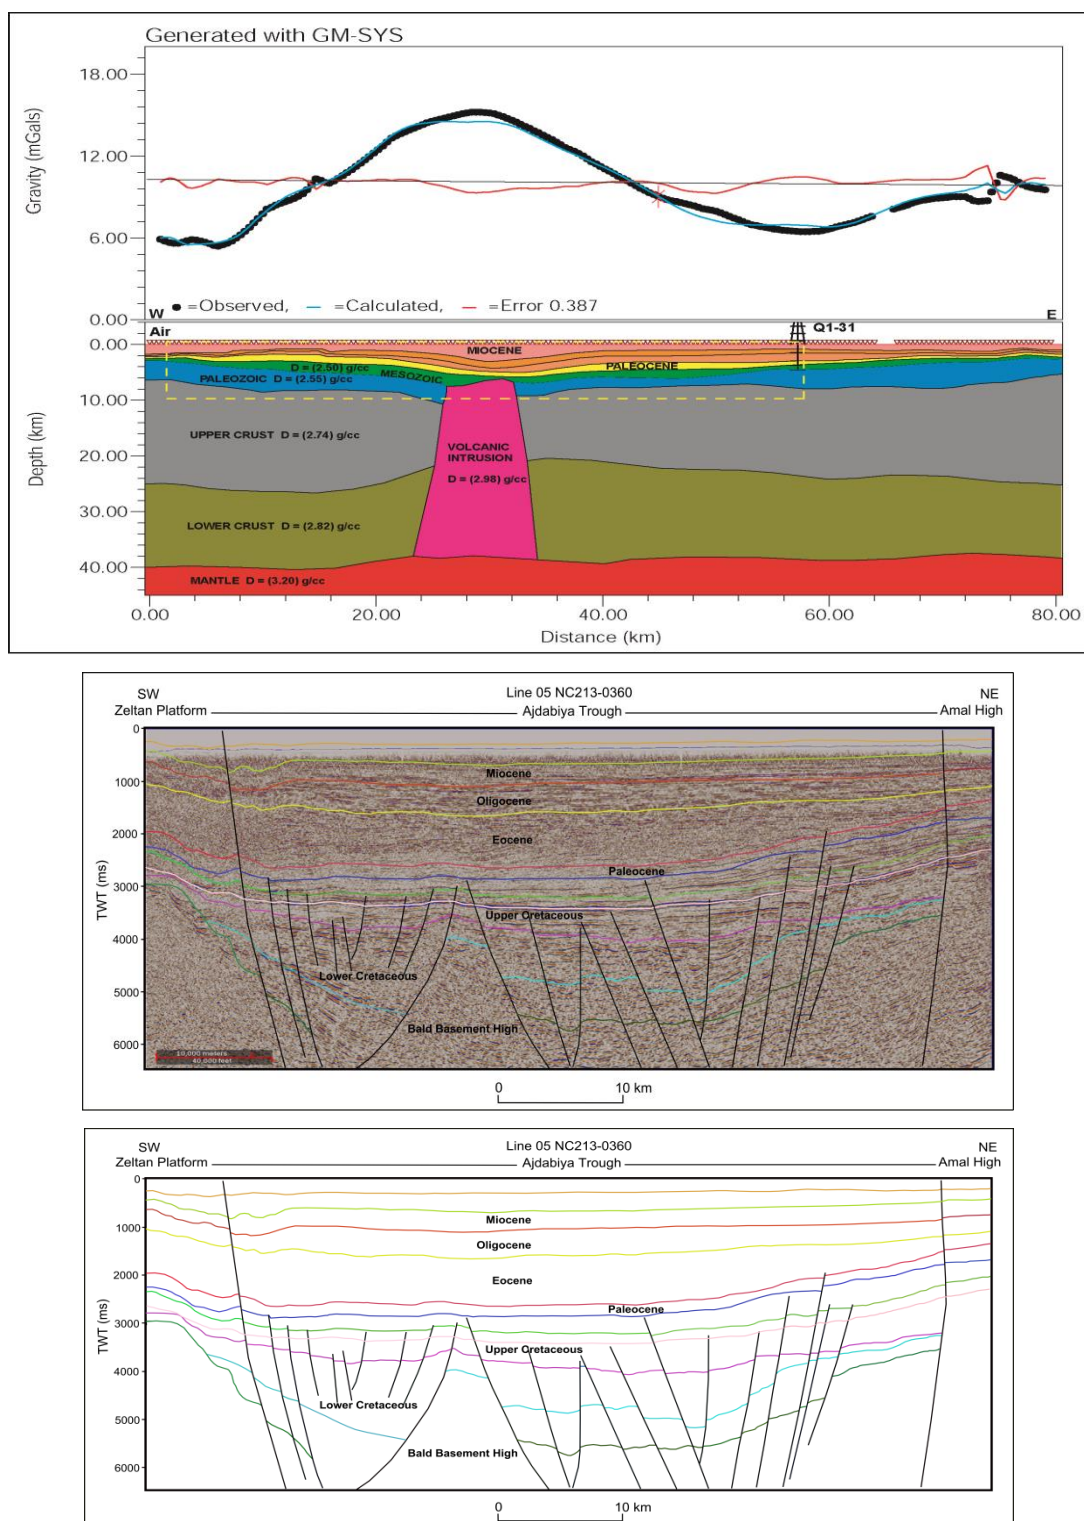 Generated with GM-SYS
18.00
12.00
6.00
0.00
Gravity (mGals)
=Observed, =Calculated, =Error 0.387
W E
Air Q1-31
0.00
10.00
20.00
30.00
40.00
Depth (km)
MIOCENE
D = (2.50) g/cc MESOZOIC PALEOCENE
PALEOZOIC D = (2.55) g/cc
UPPER CRUST D = (2.74) g/cc
VOLCANIC
INTRUSION
D = (2.98) g/cc
LOWER CRUST D = (2.82) g/cc
MANTLE D = (3.20) g/cc
0.00 20.00 40.00 60.00 80.00
Distance (km)
SW Line 05 NC213-0360 NE
Zeltan Platform Ajdabiya Trough Amal High
0
1000
2000
3000
4000
5000
6000
TWT (ms)
Miocene
Oligocene
Eocene
Paleocene
Upper Cretaceous
Lower Cretaceous
Bald Basement High
10,000 meters
40,000 feet
0 10 km
SW Line 05 NC213-0360 NE
Zeltan Platform Ajdabiya Trough Amal High
0
1000
2000
3000
4000
5000
6000
TWT (ms)
Miocene
Oligocene
Eocene
Paleocene
Upper Cretaceous
Lower Cretaceous
Bald Basement High
0 10 km